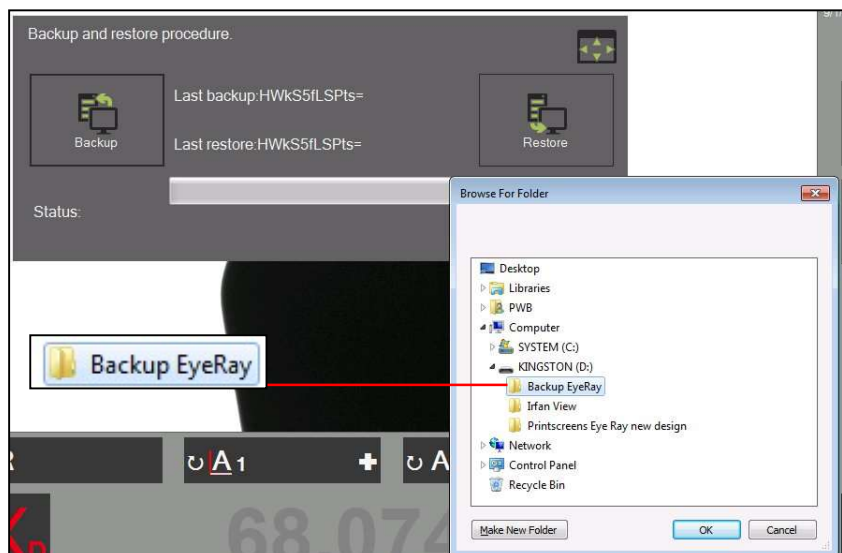 Backup and restore procedure.
Last backup:HWkS5fLSPts=
Backup
Last restore:HWkS5fLSPts=
Restore
Status:
Browse For Folder
Desktop
Libraries
PWB
Computer
SYSTEM (C:)
KINGSTON (D:)
Backup EyeRay
Irfan View
Printscreens Eye Ray new design
Network
Control Panel
Recycle Bin
Make New Folder
OK
Cancel
Backup EyeRay
A 1
A
68.074